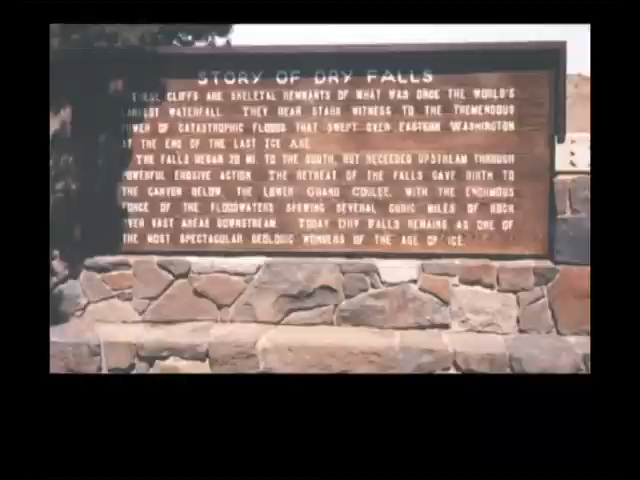 STORY OF DRY FALLS
THESE CLIFFS ARE SKELETAL REMNANTS OF WHAT WAS ONCE THE WORLD'S
LARGEST WATERFALL. THEY BEAR STARK WITNESS TO THE TREMENDOUS
POWER OF CATASTROPHIC FLOODS THAT SWEPT OVER EASTERN WASHINGTON
AT THE END OF THE LAST ICE AGE.
THE FALLS BEGAN 20 MI. TO THE SOUTH, BUT RECEEDED UPSTREAM THROUGH
POWERFUL EROSIVE ACTION. THE RETREAT OF THE FALLS GAVE BIRTH TO
THE CANYON BELOW, THE LOWER GRAND COULEE, WITH THE ENORMOUS
FORCE OF THE FLOODWATERS SPEWING SEVERAL CUBIC MILES OF ROCK
OVER VAST AREAS DOWNSTREAM. TODAY DRY FALLS REMAINS AS ONE OF
THE MOST SPECTACULAR GEOLOGIC WONDERS OF THE AGE OF ICE.